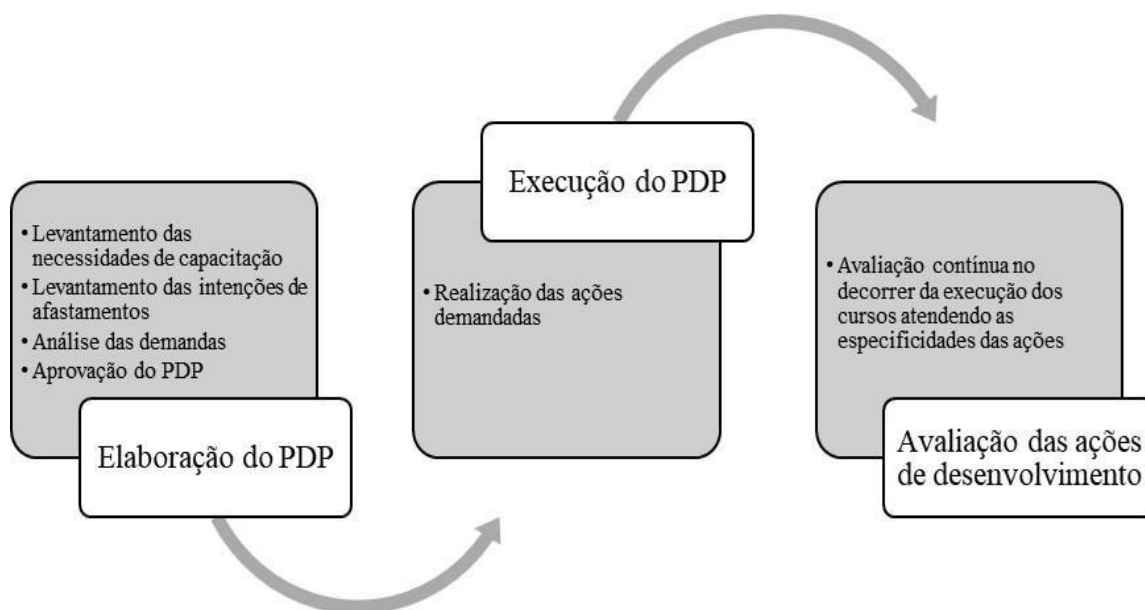 • Levantamento das
necessidades de capacitação
• Levantamento das intenções de
afastamentos
• Análise das demandas
• Aprovação do PDP
Elaboração do PDP
Execução do PDP
• Realização das ações
demandadas
• Avaliação contínua no
decorrer da execução dos
cursos atendendo as
especificidades das ações
Avaliação das ações
de desenvolvimento